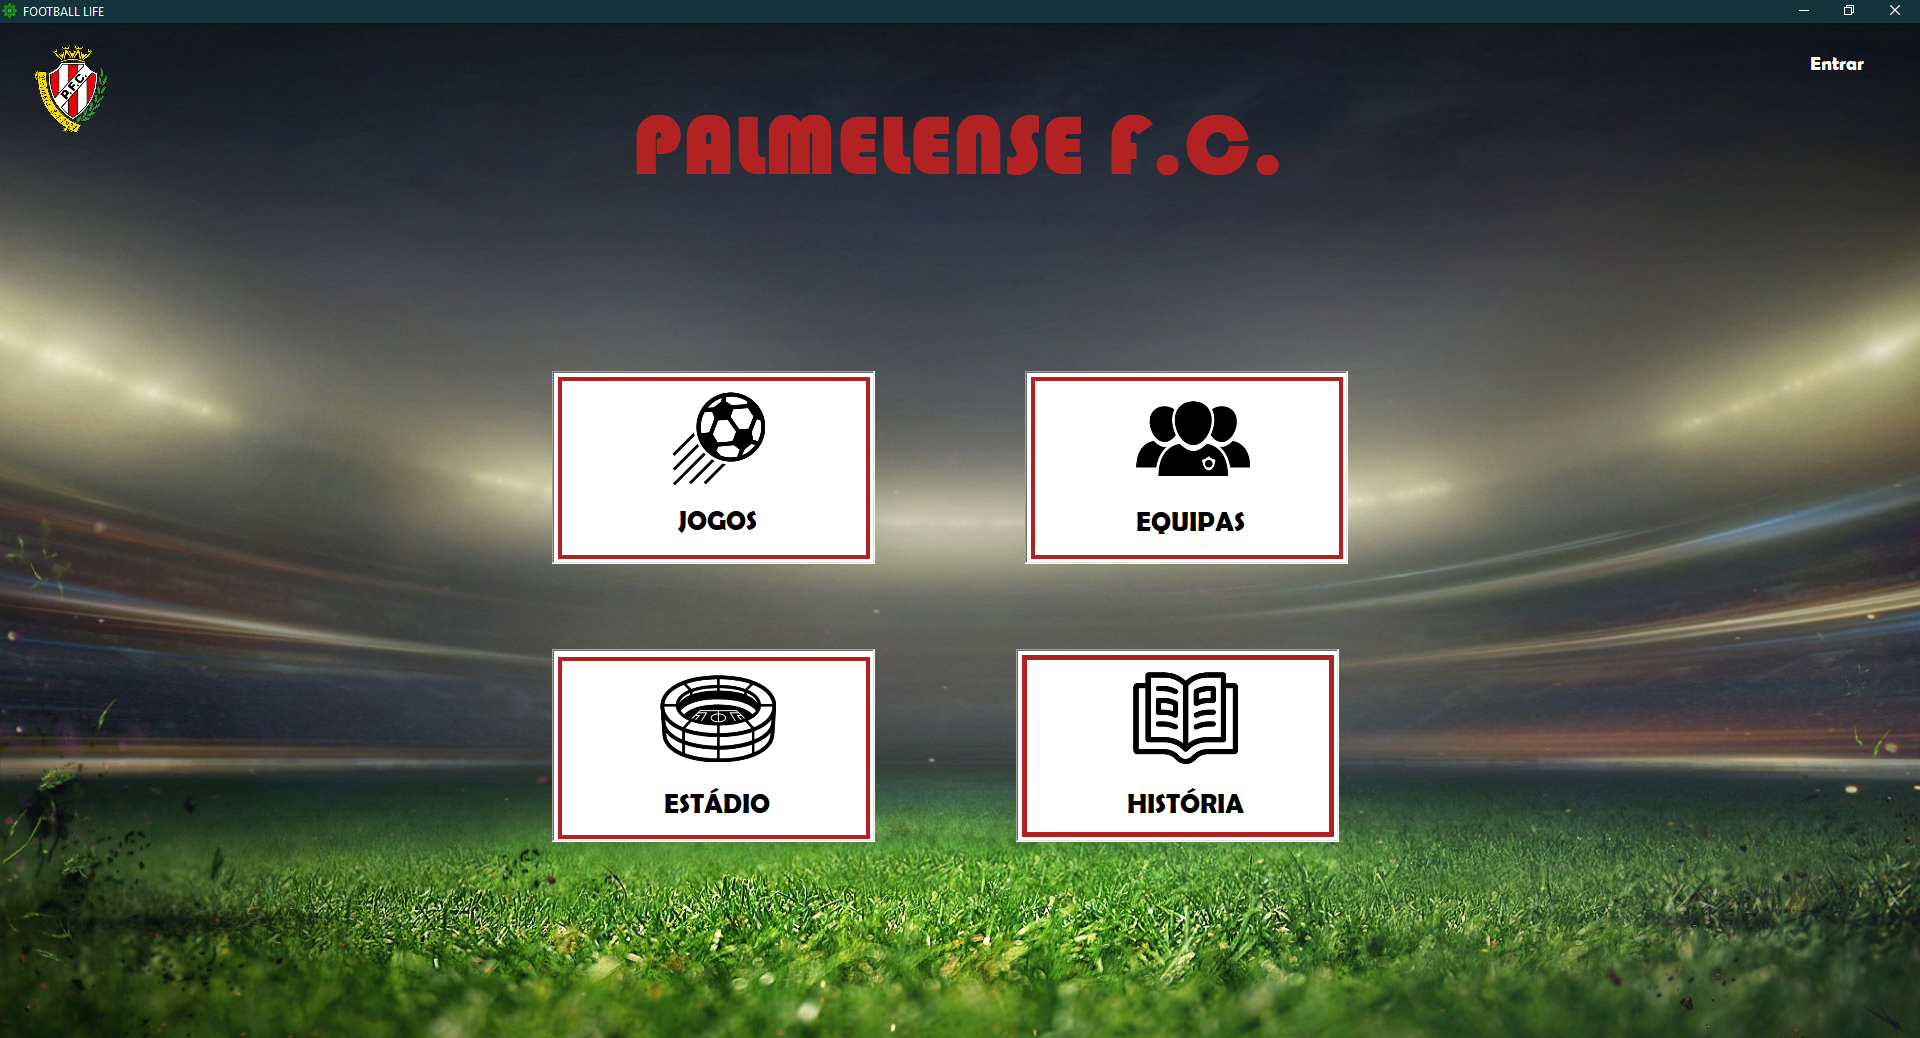 FOOTBALL LIFE
P.F.C.
Entrar
PALMELENSE F.C.
JOGOS
EQUIPAS
ESTÁDIO
HISTÓRIA